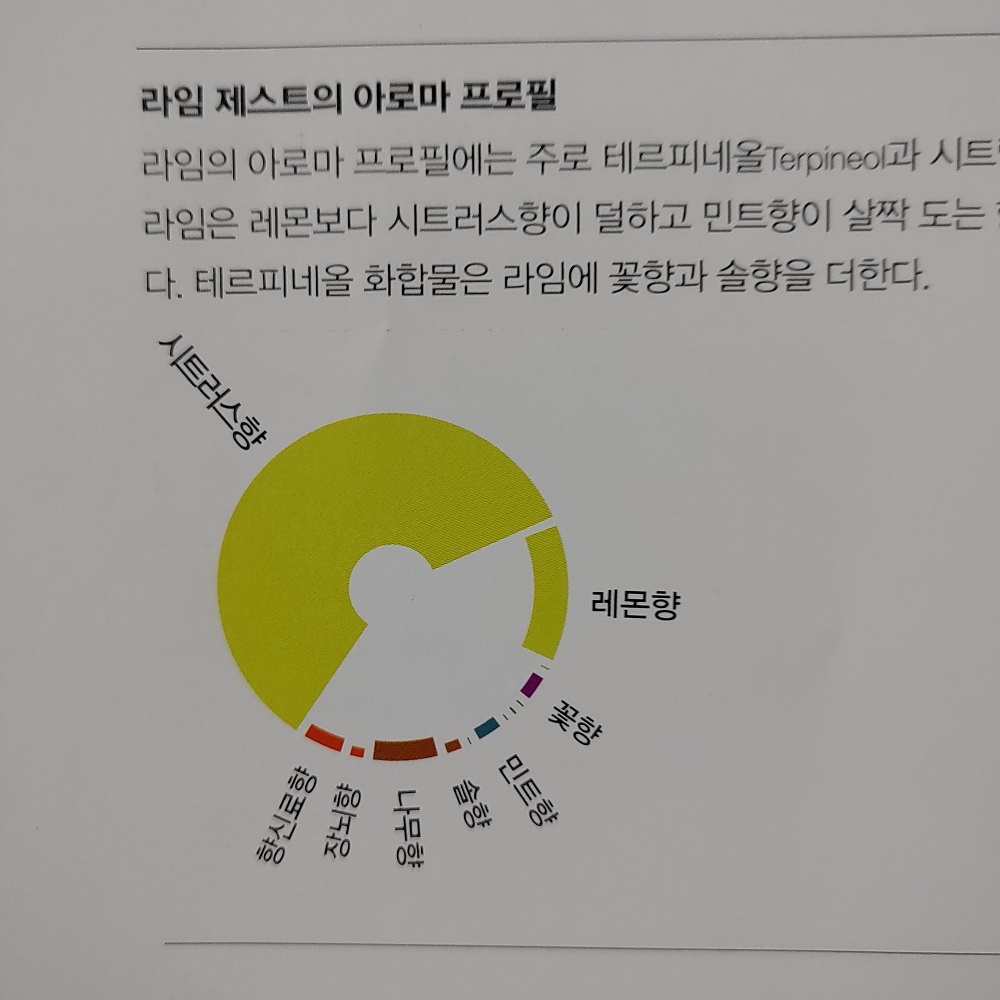 라임 제스트의 아로마 프로필
라임의 아로마 프로필에는 주로 테르피네올Terpineol과 시트
라임은 레몬보다 시트러스향이 덜하고 민트향이 살짝 도는
다. 테르피네올 화합물은 라임에 꽃향과 솔향을 더한다.
시트러스향
레몬향
꽃향
민트향
솔향
나무향
장뇌향
향신료향